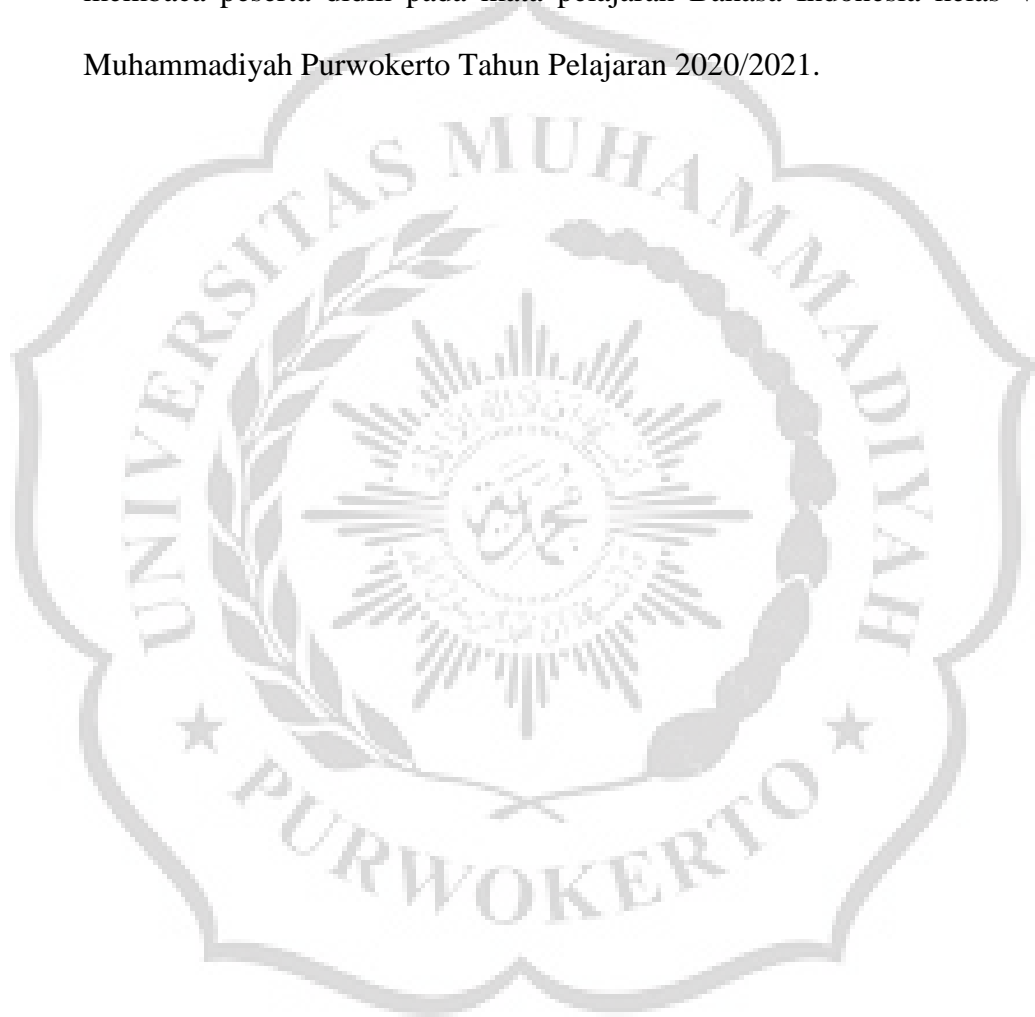 membaca peserta didik pada mata pelajaran Bahasa Indonesia kelas
Muhammadiyah Purwokerto Tahun Pelajaran 2020/2021.
UNIVERSITAS MUHAMMADIYAH
PURWOKERTO